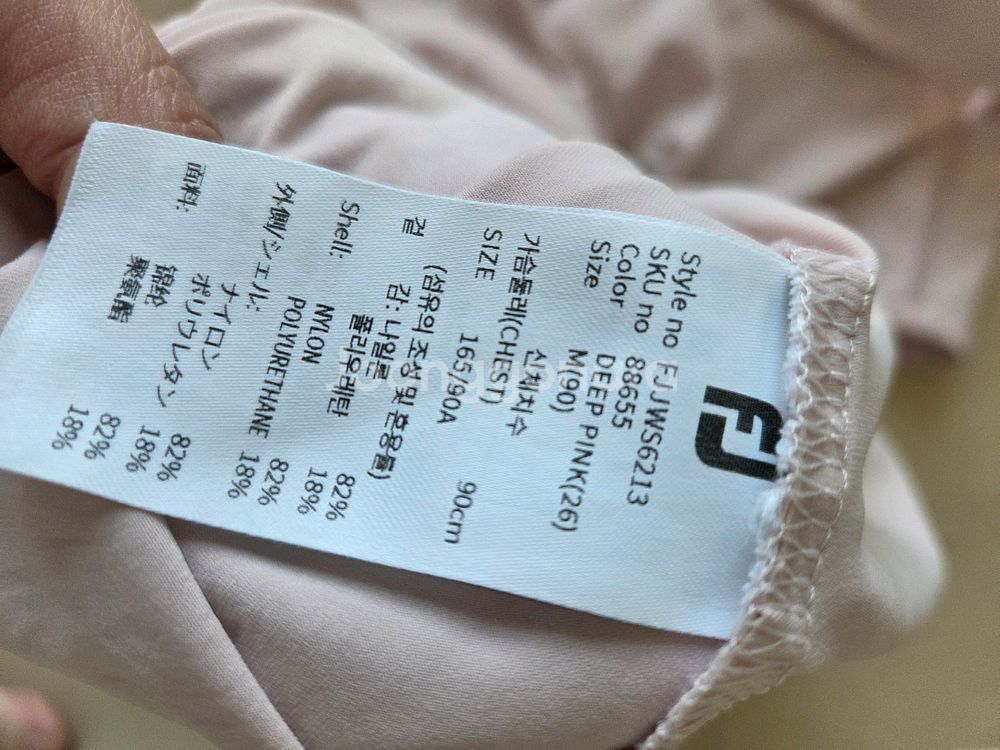 FJ
Style no FJJWS6213
SKU no 88655
Color DEEP PINK(26)
Size M(90)
신체치수
가슴둘레(CHEST) 90cm
SIZE 165/90A
(섬유의 조성 및 혼용율)
겉 감: 나일론 82%
폴리우레탄 18%
Shell: NYLON 82%
POLYURETHANE 18%
外側/シェル: ナイロン 82%
ポリウレタン 18%
面料: 锦纶 82%
聚氨酯 18%